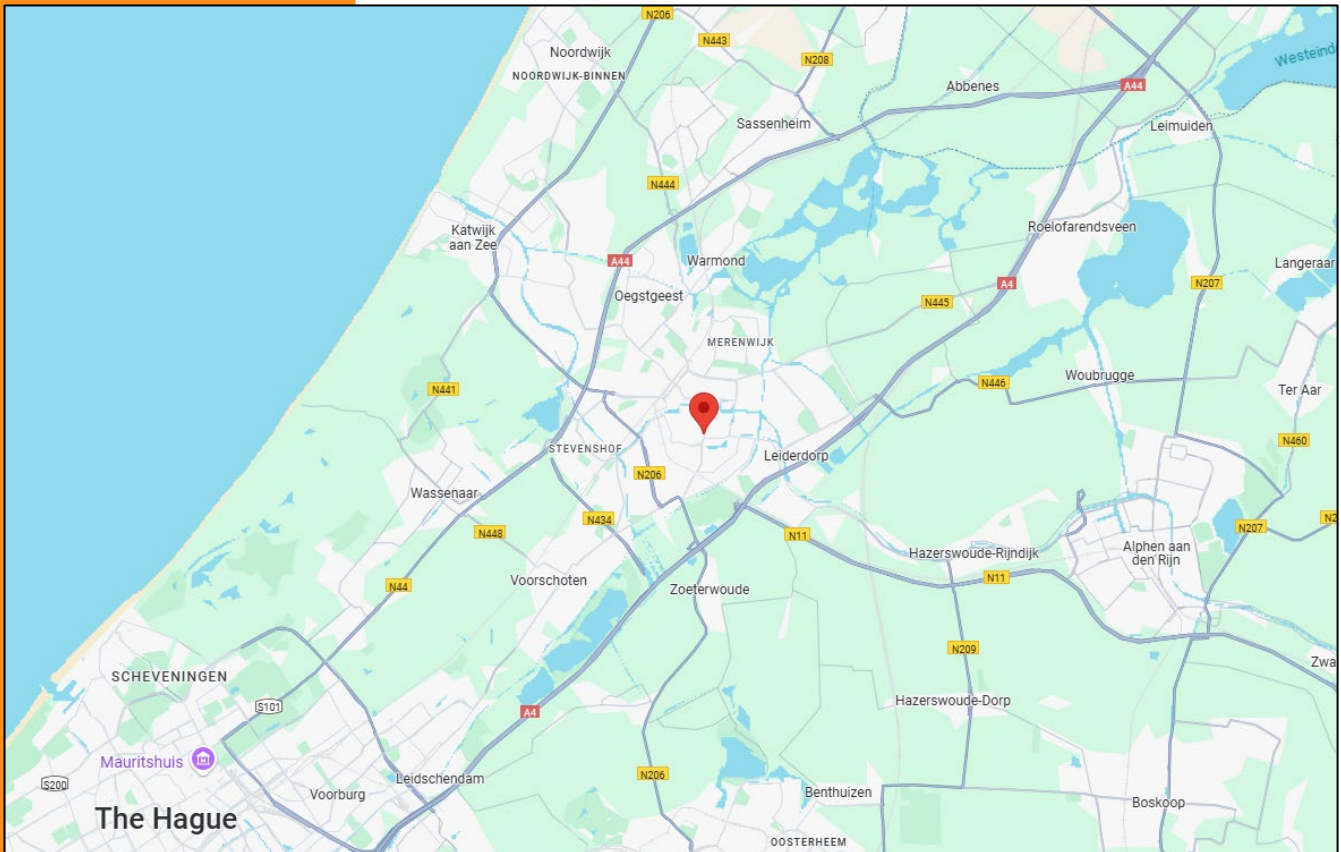 N206
N443
Noordwijk
NOORDWIJK-BINNEN
N208
Westeind
A44
Abbenes
Sassenheim
Leimuiden
N444
Katwijk
aan Zee
Roelofarendsveen
A44
Warmond
Langeraar
A4
N207
Oegstgeest
N445
MERENWIJK
N441
N446
Woubrugge
Ter Aar
STEVENSHOF
Leiderdorp
N460
N206
Wassenaar
N434
N448
N11
N207
N2
Hazerswoude-Rijndijk
Alphen aan
den Rijn
Voorschoten
N44
Zoeterwoude
N11
N209
Zwa
SCHEVENINGEN
S101
A4
Hazerswoude-Dorp
Mauritshuis
S200
Leidschendam
N206
Voorburg
Benthuizen
Boskoop
The Hague
OOSTERHEEM